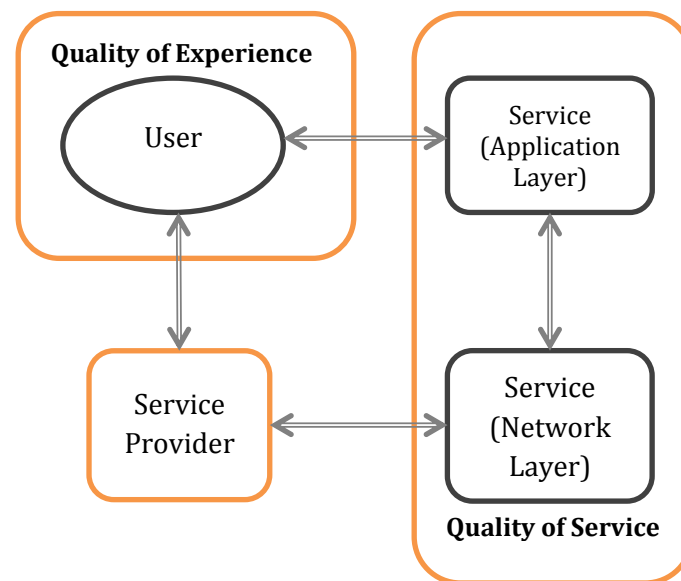 Quality of Experience
User
Service
(Application
Layer)
Service
Provider
Service
(Network
Layer)
Quality of Service